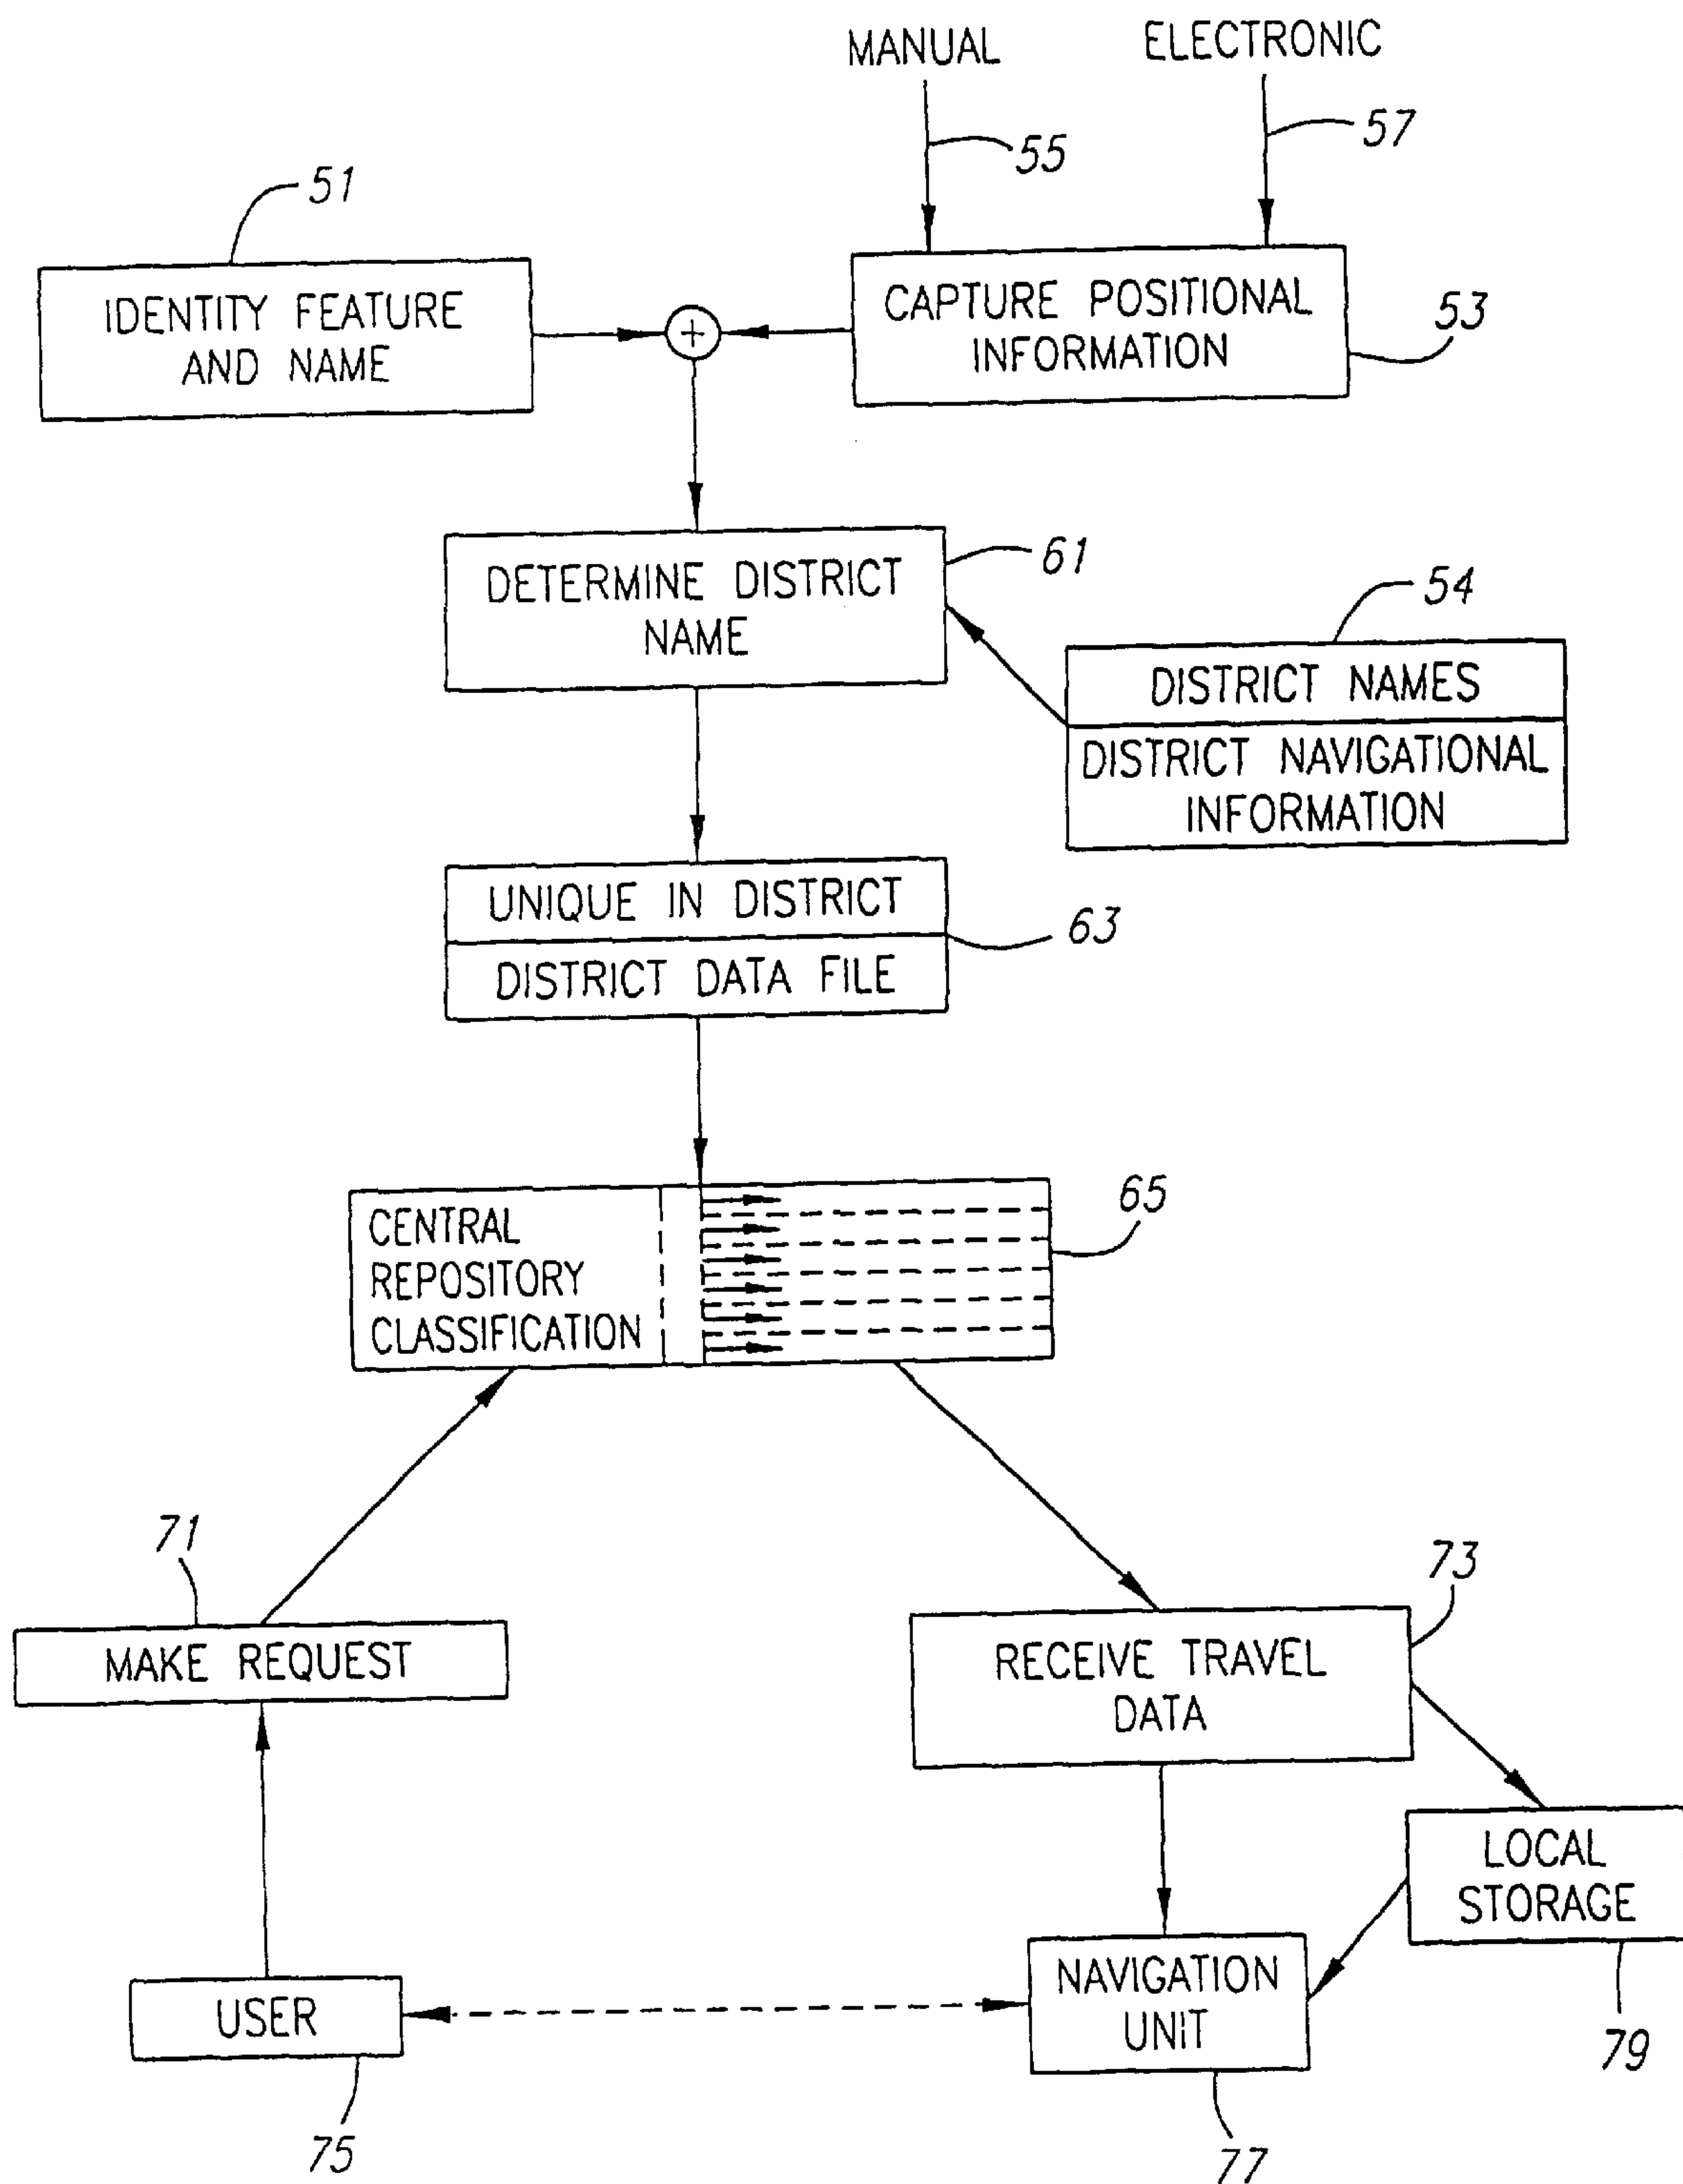 MANUAL
ELECTRONIC
55
57
51
IDENTITY FEATURE
AND NAME
CAPTURE POSITIONAL
INFORMATION
53
+
DETERMINE DISTRICT
NAME
61
54
DISTRICT NAMES
DISTRICT NAVIGATIONAL
INFORMATION
UNIQUE IN DISTRICT
DISTRICT DATA FILE
63
CENTRAL
REPOSITORY
CLASSIFICATION
65
71
MAKE REQUEST
73
RECEIVE TRAVEL
DATA
LOCAL
STORAGE
79
USER
75
NAVIGATION
UNIT
77